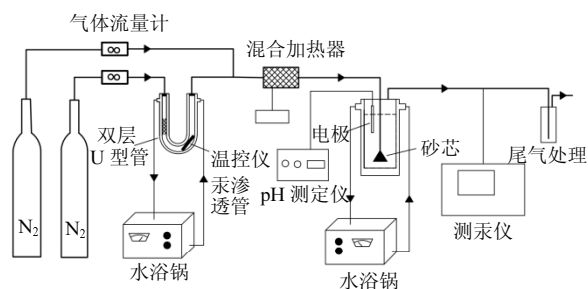 气体流量计
混合加热器
双层
U 型管
温控仪
汞渗
透管
电极
砂芯
pH 测定仪
尾气处理
测汞仪
N2
N2
水浴锅
水浴锅